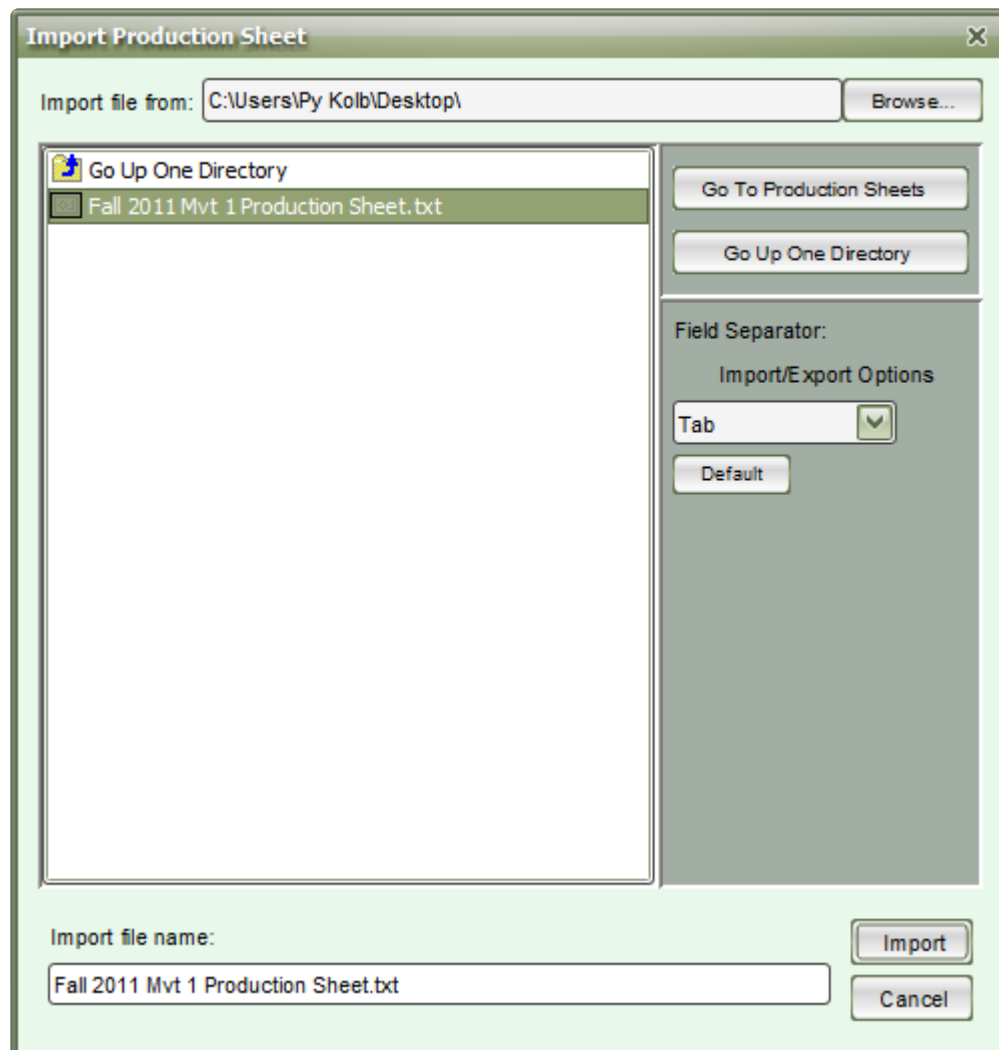 Import Production Sheet
Import file from: C:\Users\Py Kolb\Desktop\ Browse...
Go Up One Directory
Fall 2011 Mvt 1 Production Sheet.txt
Go To Production Sheets
Go Up One Directory
Field Separator:
Import/Export Options
Tab
Default
Import file name:
Fall 2011 Mvt 1 Production Sheet.txt
Import
Cancel